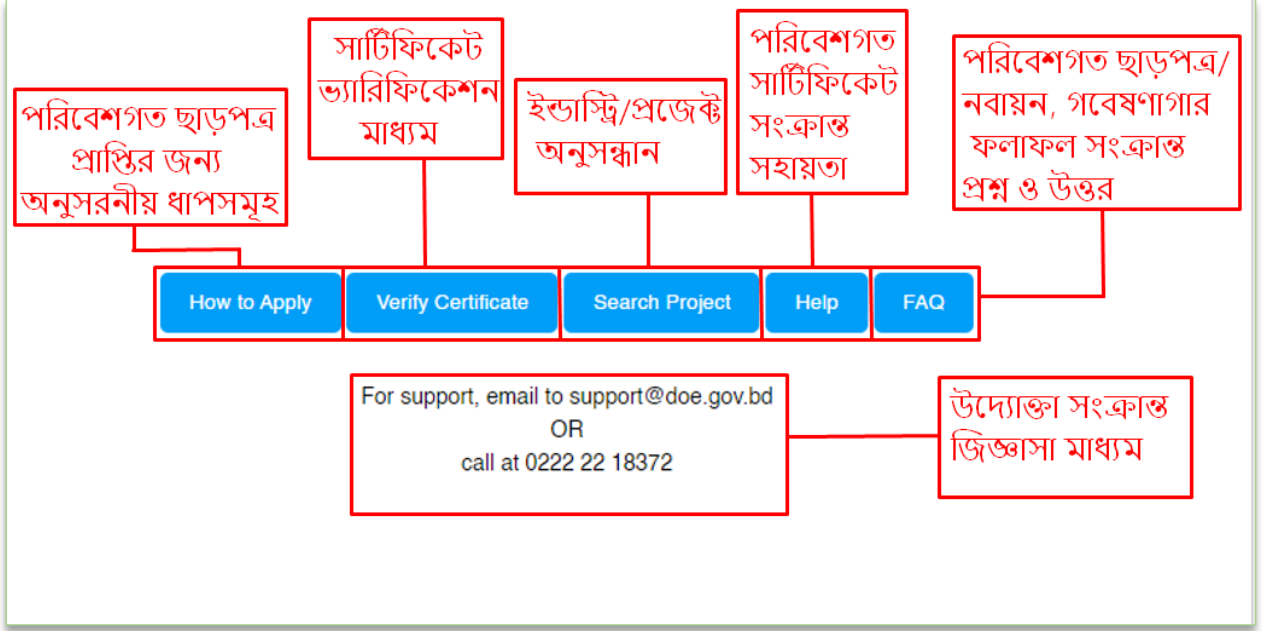 পরিবেশগত ছাড়পত্র
প্রাপ্তির জন্য
অনুসরনীয় ধাপসমূহ
সার্টিফিকেট
ভ্যারিফিকেশন
মাধ্যম
ইন্ডাস্ট্রি/প্রজেক্ট
অনুসন্ধান
পরিবেশগত
সার্টিফিকেট
সংক্রান্ত
সহায়তা
পরিবেশগত ছাড়পত্র/
নবায়ন, গবেষণাগার
ফলাফল সংক্রান্ত
প্রশ্ন ও উত্তর
How to Apply
Verify Certificate
Search Project
Help
FAQ
For support, email to support@doe.gov.bd
OR
call at 0222 22 18372
উদ্যোক্তা সংক্রান্ত
জিজ্ঞাসা মাধ্যম